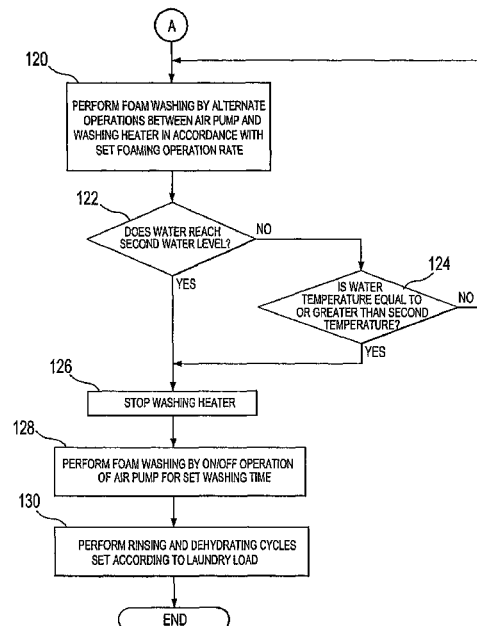 A
120
PERFORM FOAM WASHING BY ALTERNATE
OPERATIONS BETWEEN AIR PUMP AND
WASHING HEATER IN ACCORDANCE WITH
SET FOAMING OPERATION RATE
122
DOES WATER REACH
SECOND WATER LEVEL?
NO
YES
124
IS WATER
TEMPERATURE EQUAL TO
OR GREATER THAN SECOND
TEMPERATURE?
NO
YES
126
STOP WASHING HEATER
128
PERFORM FOAM WASHING BY ON/OFF OPERATION
OF AIR PUMP FOR SET WASHING TIME
130
PERFORM RINSING AND DEHYDRATING CYCLES
SET ACCORDING TO LAUNDRY LOAD
END